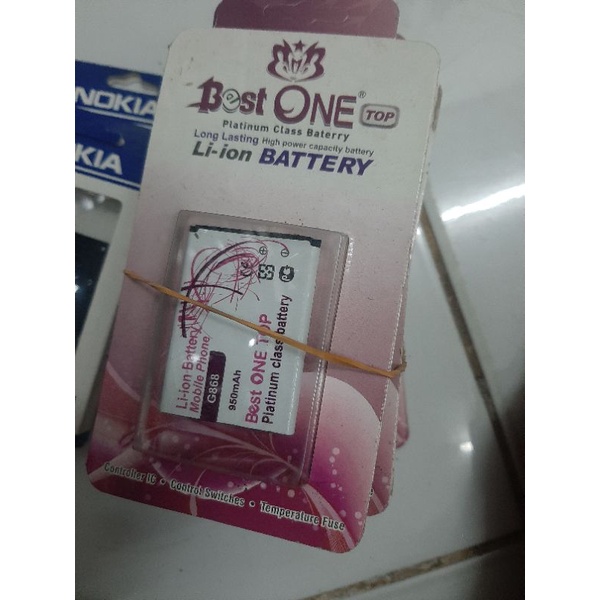 NOKIA
KIA
Best ONE® TOP
Platinum Class Baterry
Long Lasting High power capacity battery
Li-ion BATTERY
Li-ion Battery
Mobile Phone
G868
950mAh
Best ONE TOP
Platinum class battery
CE
Controller IC • Control Switches • Temperature Fuse